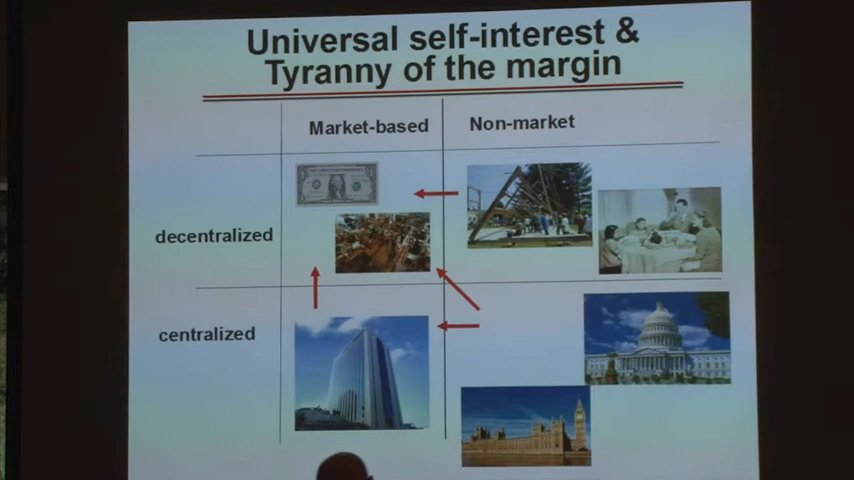 Universal self-interest &
Tyranny of the margin
Market-based
Non-market
decentralized
centralized